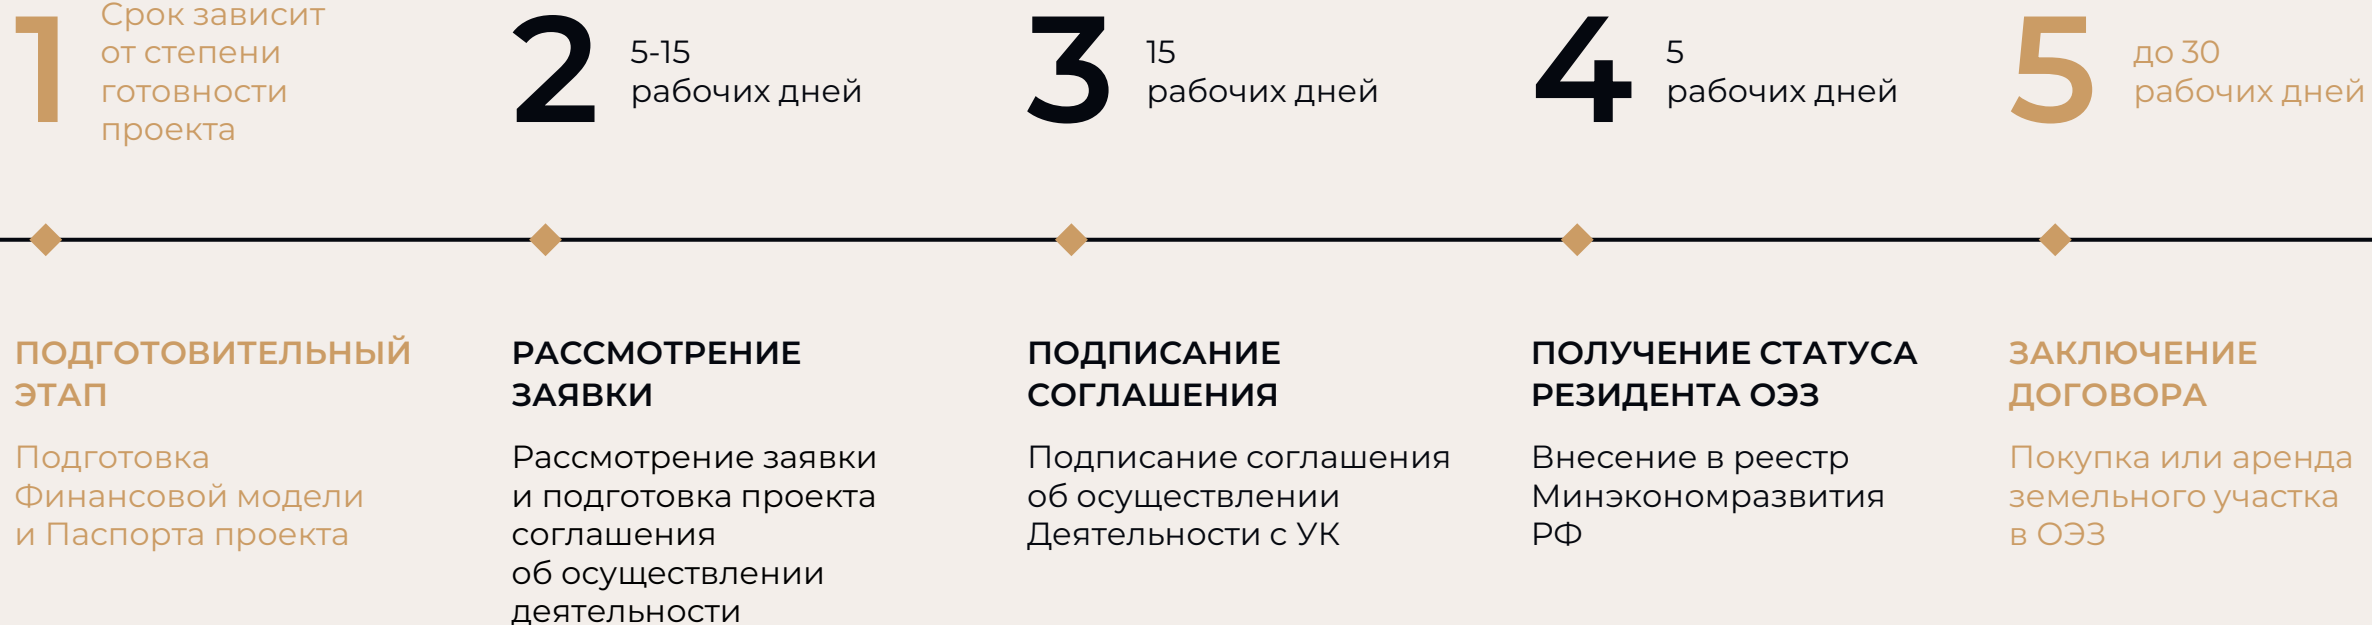 1
Срок зависит
от степени
готовности
проекта
2
5-15
рабочих дней
3
15
рабочих дней
4
5
рабочих дней
5
до 30
рабочих дней
ПОДГОТОВИТЕЛЬНЫЙ
ЭТАП
Подготовка
Финансовой модели
и Паспорта проекта
РАССМОТРЕНИЕ
ЗАЯВКИ
Рассмотрение заявки
и подготовка проекта
соглашения
об осуществлении
деятельности
ПОДПИСАНИЕ
СОГЛАШЕНИЯ
Подписание соглашения
об осуществлении
Деятельности с УК
ПОЛУЧЕНИЕ СТАТУСА
РЕЗИДЕНТА ОЭЗ
Внесение в реестр
Минэкономразвития
РФ
ЗАКЛЮЧЕНИЕ
ДОГОВОРА
Покупка или аренда
земельного участка
в ОЭЗ